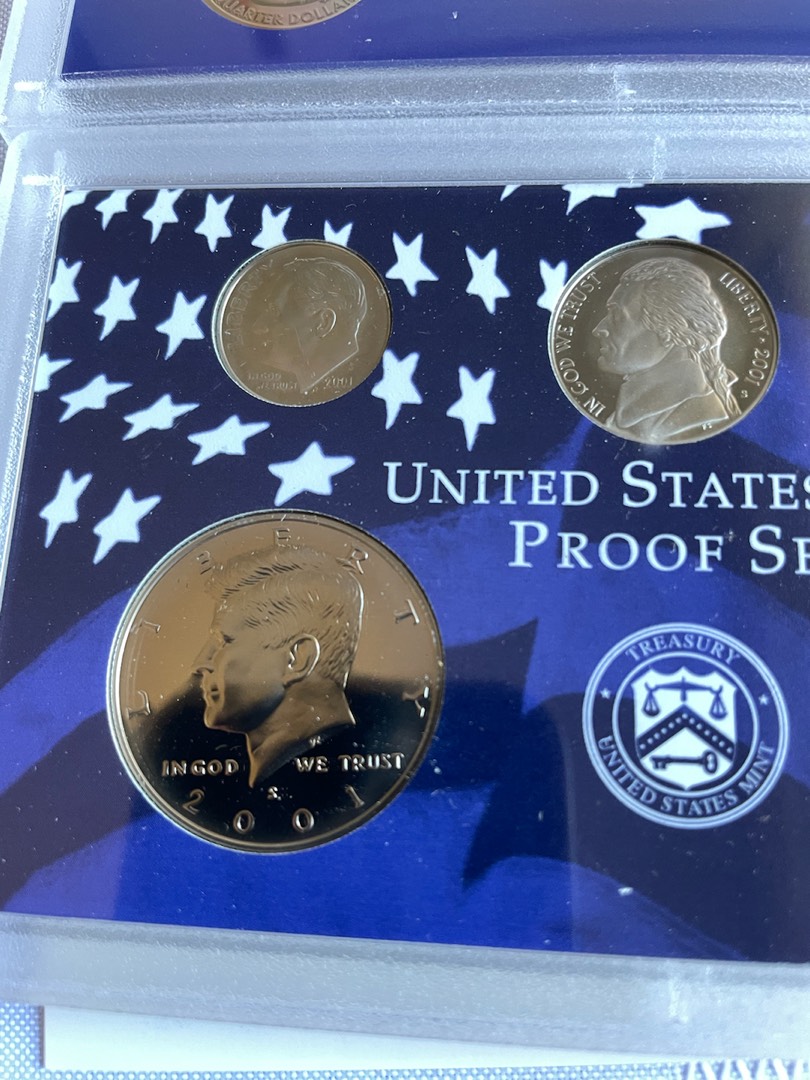 QUARTER DOLLAR
LIBERTY
IN GOD
WE TRUST
2001
IN GOD WE TRUST
LIBERTY · 2001
S
UNITED STATES
PROOF SE
LIBERTY
IN GOD WE TRUST
S
2001
TREASURY
UNITED STATES MINT